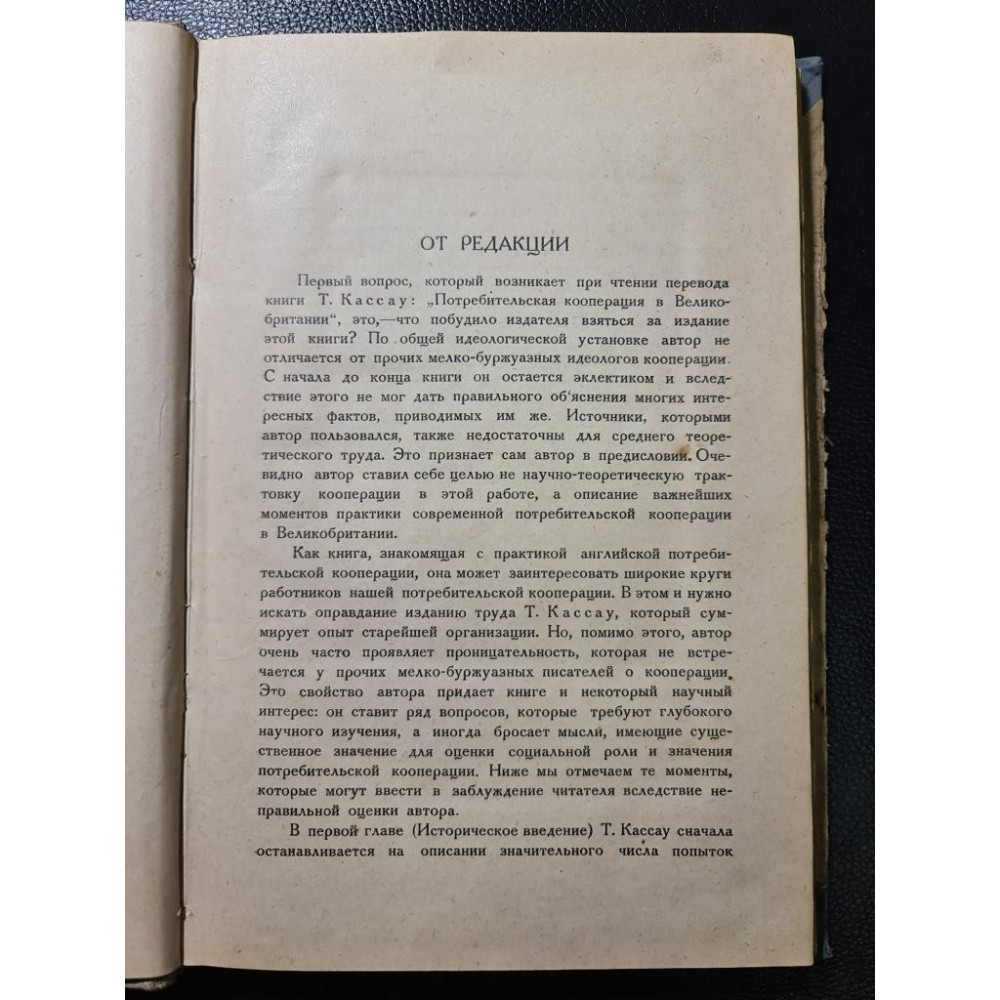 ОТ РЕДАКЦИИ
Первый вопрос, который возникает при чтении перевода
книги Т. Кассау: „Потребительская кооперация в Велико-
британии“, это,—что побудило издателя взяться за издание
этой книги? По общей идеологической установке автор не
отличается от прочих мелко-буржуазных идеологов кооперации.
С начала до конца книги он остается эклектиком и вслед-
ствие этого не мог дать правильного об'яснения многих инте-
ресных фактов, приводимых им же. Источники, которыми
автор пользовался, также недостаточны для среднего теоре-
тического труда. Это признает сам автор в предисловии. Оче-
видно автор ставил себе целью не научно-теоретическую трак-
товку кооперации в этой работе, а описание важнейших
моментов практики современной потребительской кооперации
в Великобритании.
Как книга, знакомящая с практикой английской потреби-
тельской кооперации, она может заинтересовать широкие круги
работников нашей потребительской кооперации. В этом и нужно
искать оправдание изданию труда Т. Кассау, который сум-
мирует опыт старейшей организации. Но, помимо этого, автор
очень часто проявляет проницательность, которая не встре-
чается у прочих мелко-буржуазных писателей о кооперации.
Это свойство автора придает книге и некоторый научный
интерес: он ставит ряд вопросов, которые требуют глубокого
научного изучения, а иногда бросает мысли, имеющие суще-
ственное значение для оценки социальной роли и значения
потребительской кооперации. Ниже мы отмечаем те моменты,
которые могут ввести в заблуждение читателя вследствие не-
правильной оценки автора.
В первой главе (Историческое введение) Т. Кассау сначала
останавливается на описании значительного числа попыток